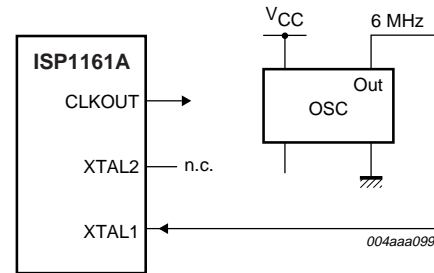 VCC
6 MHz
ISP1161A
Out
CLKOUT
OSC
XTAL2
n.c.
XTAL1
004aaa099